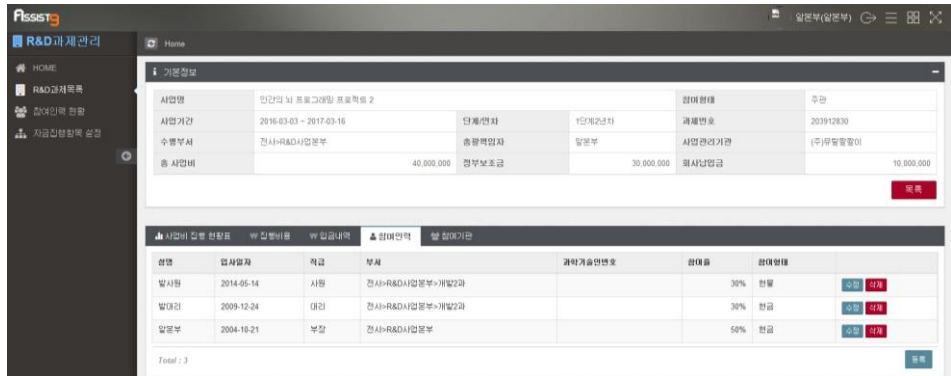 Assist9
알본부(알본부)
R&D과제관리
Home
HOME
R&D과제목록
참여인력 현황
자금집행항목 설정
기본정보
사업명 인간의 뇌 프로그래밍 프로젝트 2 참여형태 주관
사업기간 2016-03-03 ~ 2017-03-16 단계/연차 1단계2년차 과제번호 203912830
수행부서 전사>R&D사업본부 총괄책임자 알본부 사업관리기관
총 사업비 40,000,000 정부보조금 30,000,000 회사납입금 10,000,000
목록
사업비 집행 현황표 ₩ 집행비용 ₩ 입금내역 참여인력 참여기관
성명 입사일자 직급 부서 과학기술인번호 참여율 참여형태
발사원 2014-05-14 사원 전사>R&D사업본부>개발2과 30% 현물 수정 삭제
발대리 2009-12-24 대리 전사>R&D사업본부>개발2과 30% 현금 수정 삭제
알본부 2004-10-21 부장 전사>R&D사업본부 50% 현금 수정 삭제
Total : 3
등록